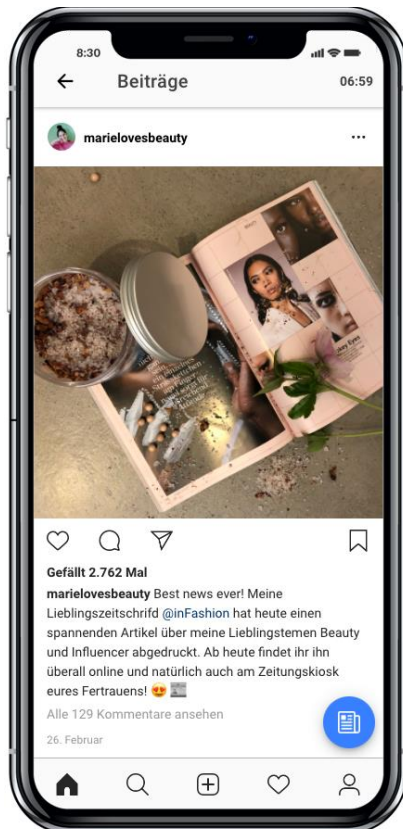 8:30
Beiträge 06:59
marielovesbeauty
Gefällt 2.762 Mal
marielovesbeauty Best news ever! Meine
Lieblingszeitschrifd @inFashion hat heute einen
spannenden Artikel über meine Lieblingstemen Beauty
und Influencer abgedruckt. Ab heute findet ihr ihn
überall online und natürlich auch am Zeitungskiosk
eures Fertrauens! 😍 📰
Alle 129 Kommentare ansehen
26. Februar